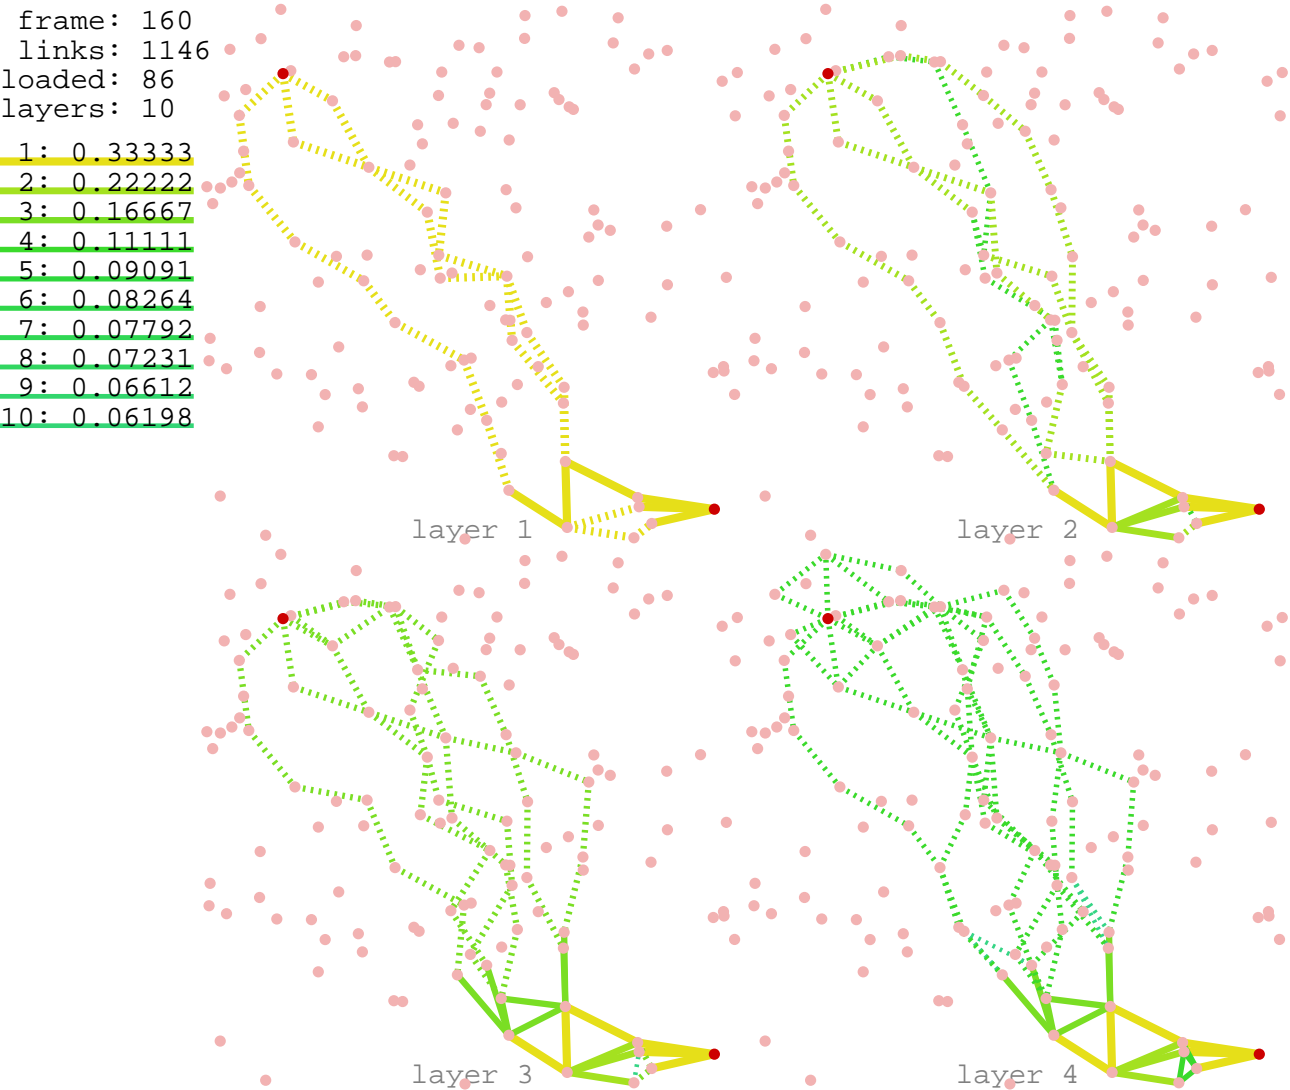 frame: 160
links: 1146
loaded: 86
layers: 10
1: 0.33333
2: 0.22222
3: 0.16667
4: 0.11111
5: 0.09091
6: 0.08264
7: 0.07792
8: 0.07231
9: 0.06612
10: 0.06198
layer 1
layer 2
layer 3
layer 4